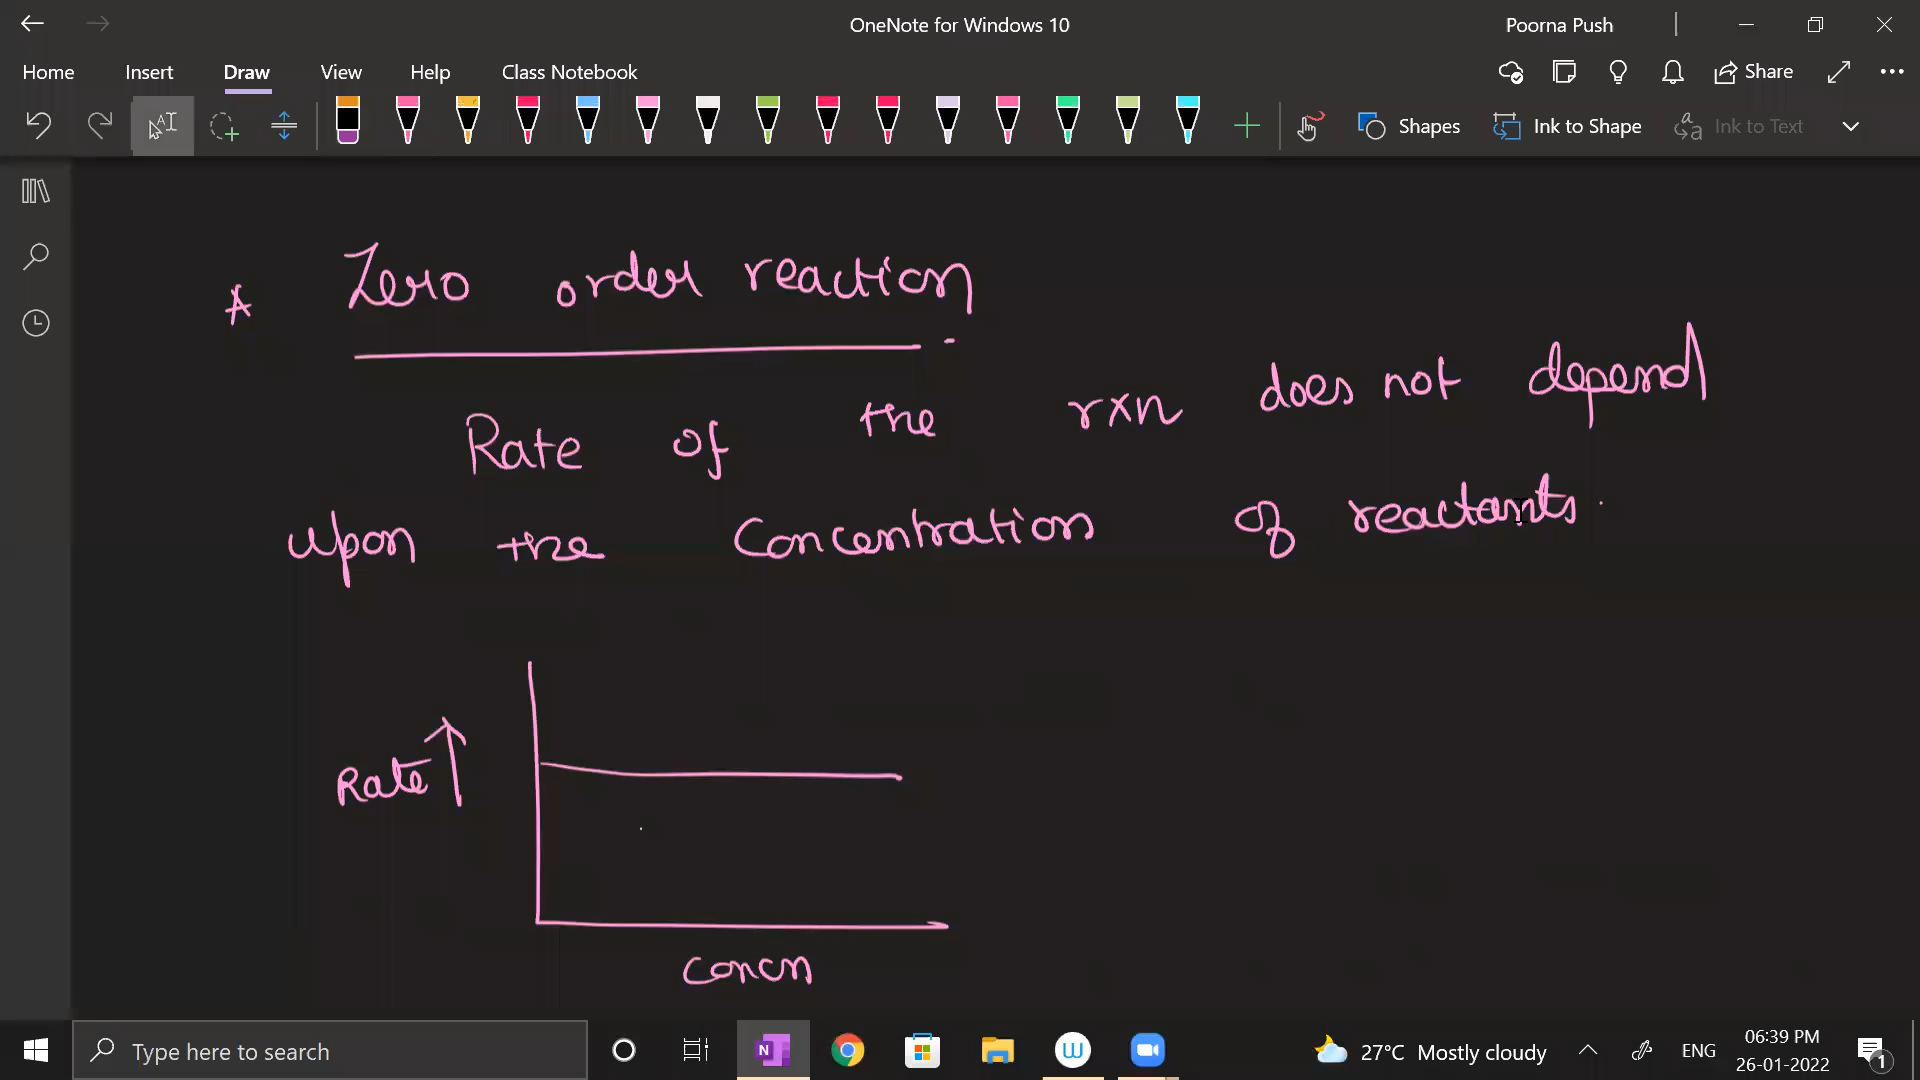 OneNote for Windows 10
Poorna Push
Home Insert Draw View Help Class Notebook
Share
Shapes Ink to Shape Ink to Text
Zero order reaction
Rate of the rxn does not depend
upon the concentration of reactants.
Rate
Concn
Type here to search
27°C Mostly cloudy
ENG
06:39 PM
26-01-2022
1